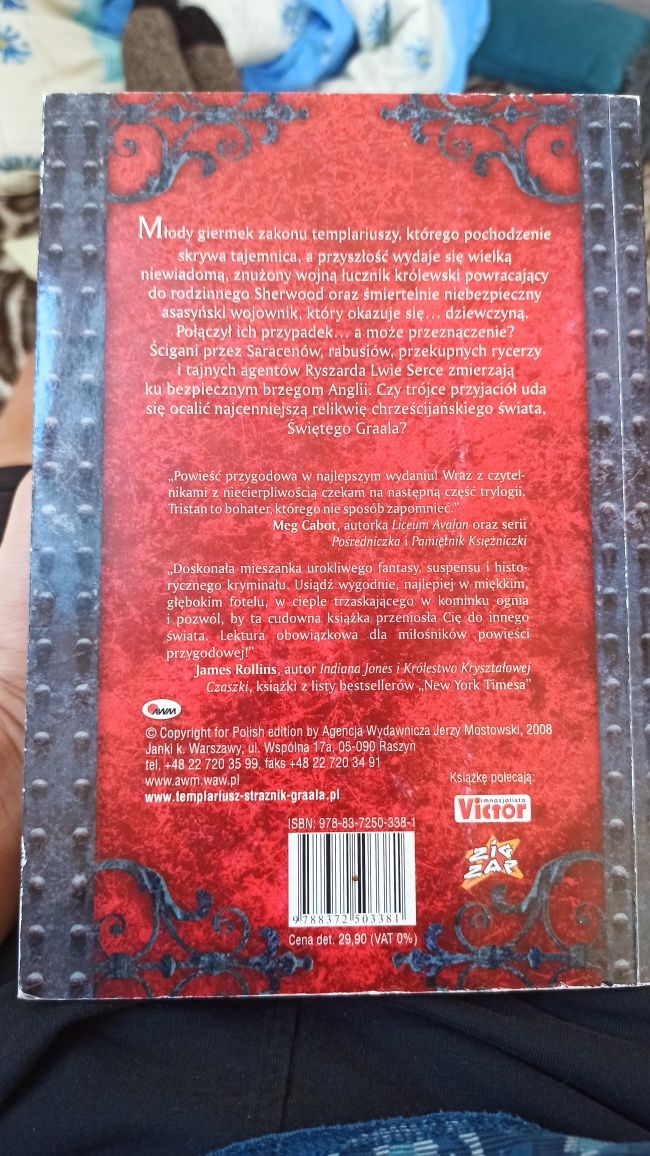 Młody giermek zakonu templariuszy, którego pochodzenie
skrywa tajemnica, a przyszłość wydaje się wielką
niewiadomą, znużony wojną łucznik królewski powracający
do rodzinnego Sherwood oraz śmiertelnie niebezpieczny
asasyński wojownik, który okazuje się... dziewczyną.
Połączył ich przypadek... a może przeznaczenie?
Ścigani przez Saracenów, rabusiów, przekupnych rycerzy
i tajnych agentów Ryszarda Lwie Serce zmierzają
ku bezpiecznym brzegom Anglii. Czy trójce przyjaciół uda
się ocalić najcenniejszą relikwię chrześcijańskiego świata,
Świętego Graala?
„Powieść przygodowa w najlepszym wydaniu! Wraz z czytel-
nikami z niecierpliwością czekam na następną część trylogii.
Tristan to bohater, którego nie sposób zapomnieć."
Meg Cabot, autorka Liceum Avalon oraz serii
Pośredniczka i Pamiętnik Księżniczki
„Doskonała mieszanka urokliwego fantasy, suspensu i histo-
rycznego kryminału. Usiądź wygodnie, najlepiej w miękkim,
głębokim fotelu, w cieple trzaskającego w kominku ognia
i pozwól, by ta cudowna książka przeniosła Cię do innego
świata. Lektura obowiązkowa dla miłośników powieści
przygodowej!"
James Rollins, autor Indiana Jones i Królestwo Kryształowej
Czaszki, książki z listy bestsellerów „New York Timesa"
AWM
© Copyright for Polish edition by Agencja Wydawnicza Jerzy Mostowski, 2008
Janki k. Warszawy, ul. Wspólna 17a, 05-090 Raszyn
tel. +48 22 720 35 99, faks +48 22 720 34 91
www.awm.waw.pl
www.templariusz-straznik-graala.pl
Książkę polecają:
Gimnazjalista
Victor
ZIG
ZAP
ISBN: 978-83-7250-338-1
9 788372 503381
Cena det. 29,90 (VAT 0%)